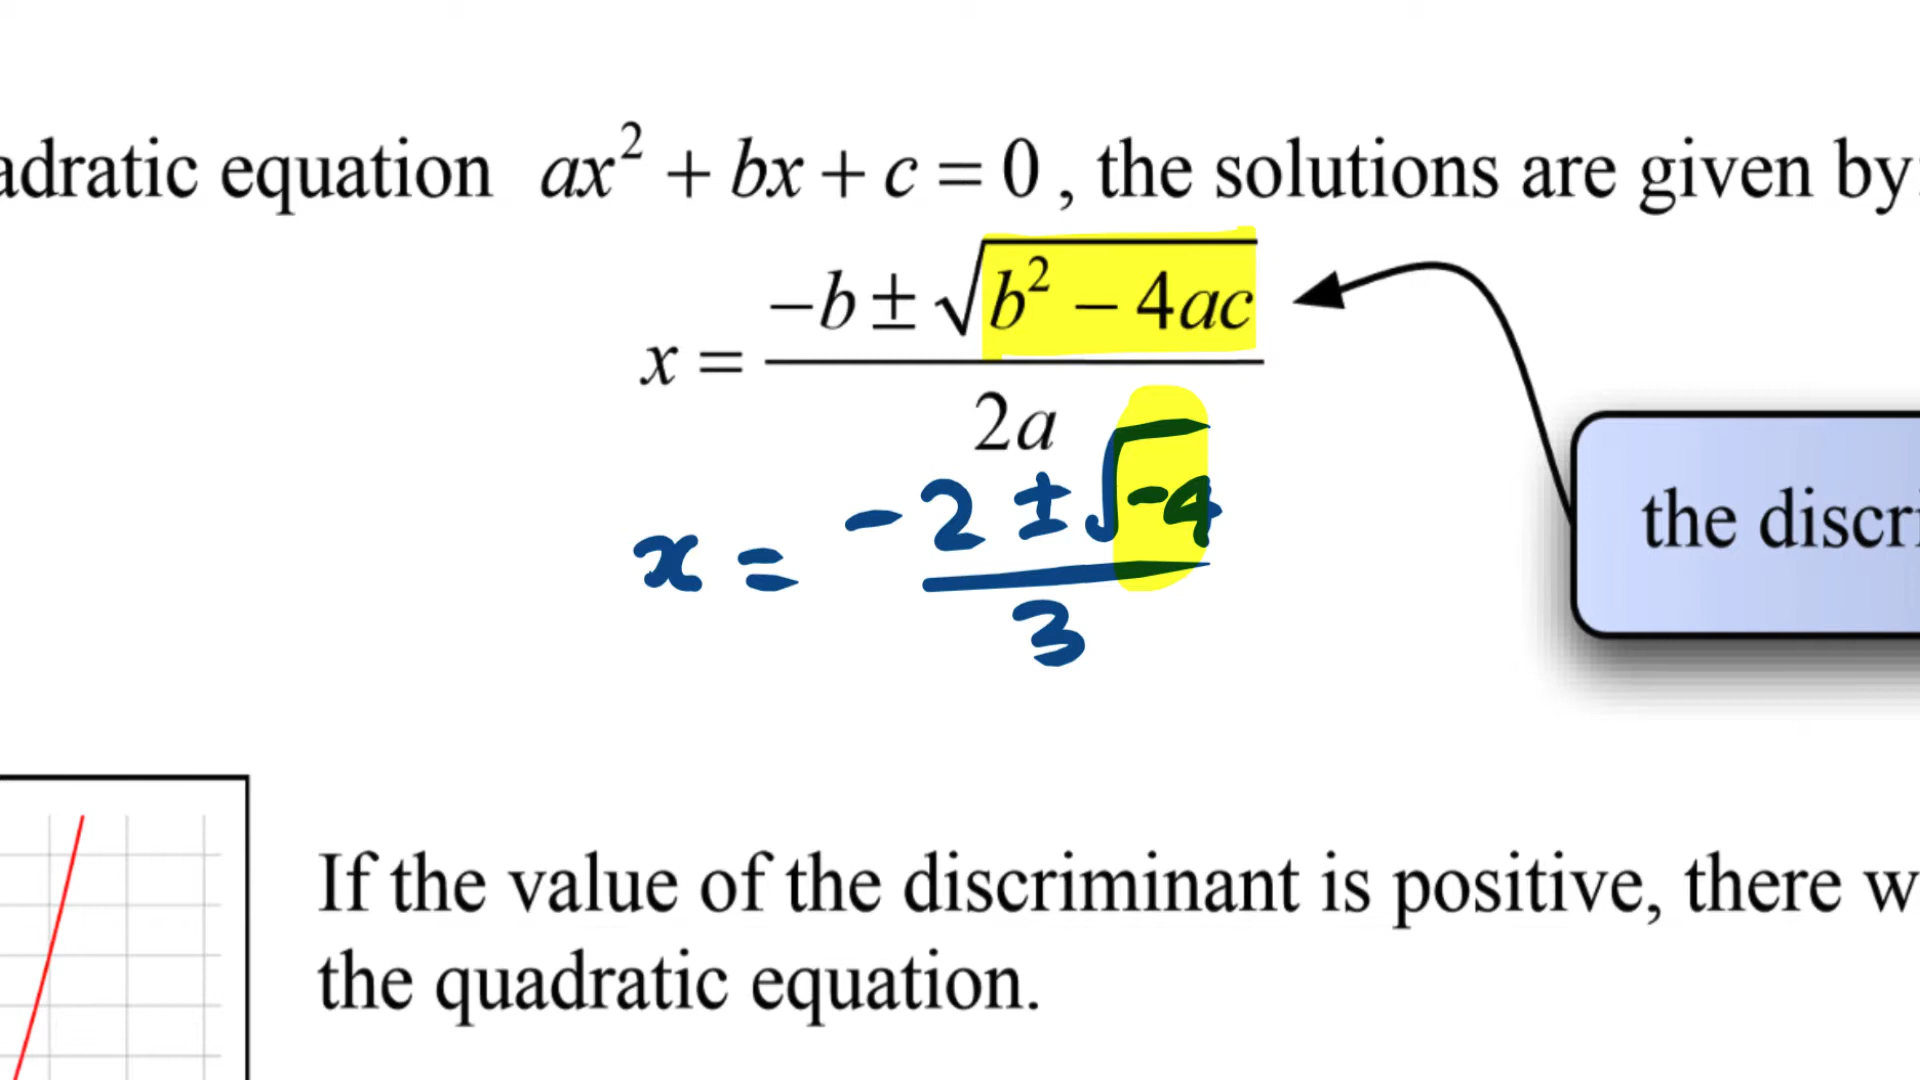 adratic equation ax² + bx + c = 0 , the solutions are given by:
x = (−b ± √(b² − 4ac)) / 2a
x = (−2 ± √−4) / 3
the discri
If the value of the discriminant is positive, there w
the quadratic equation.